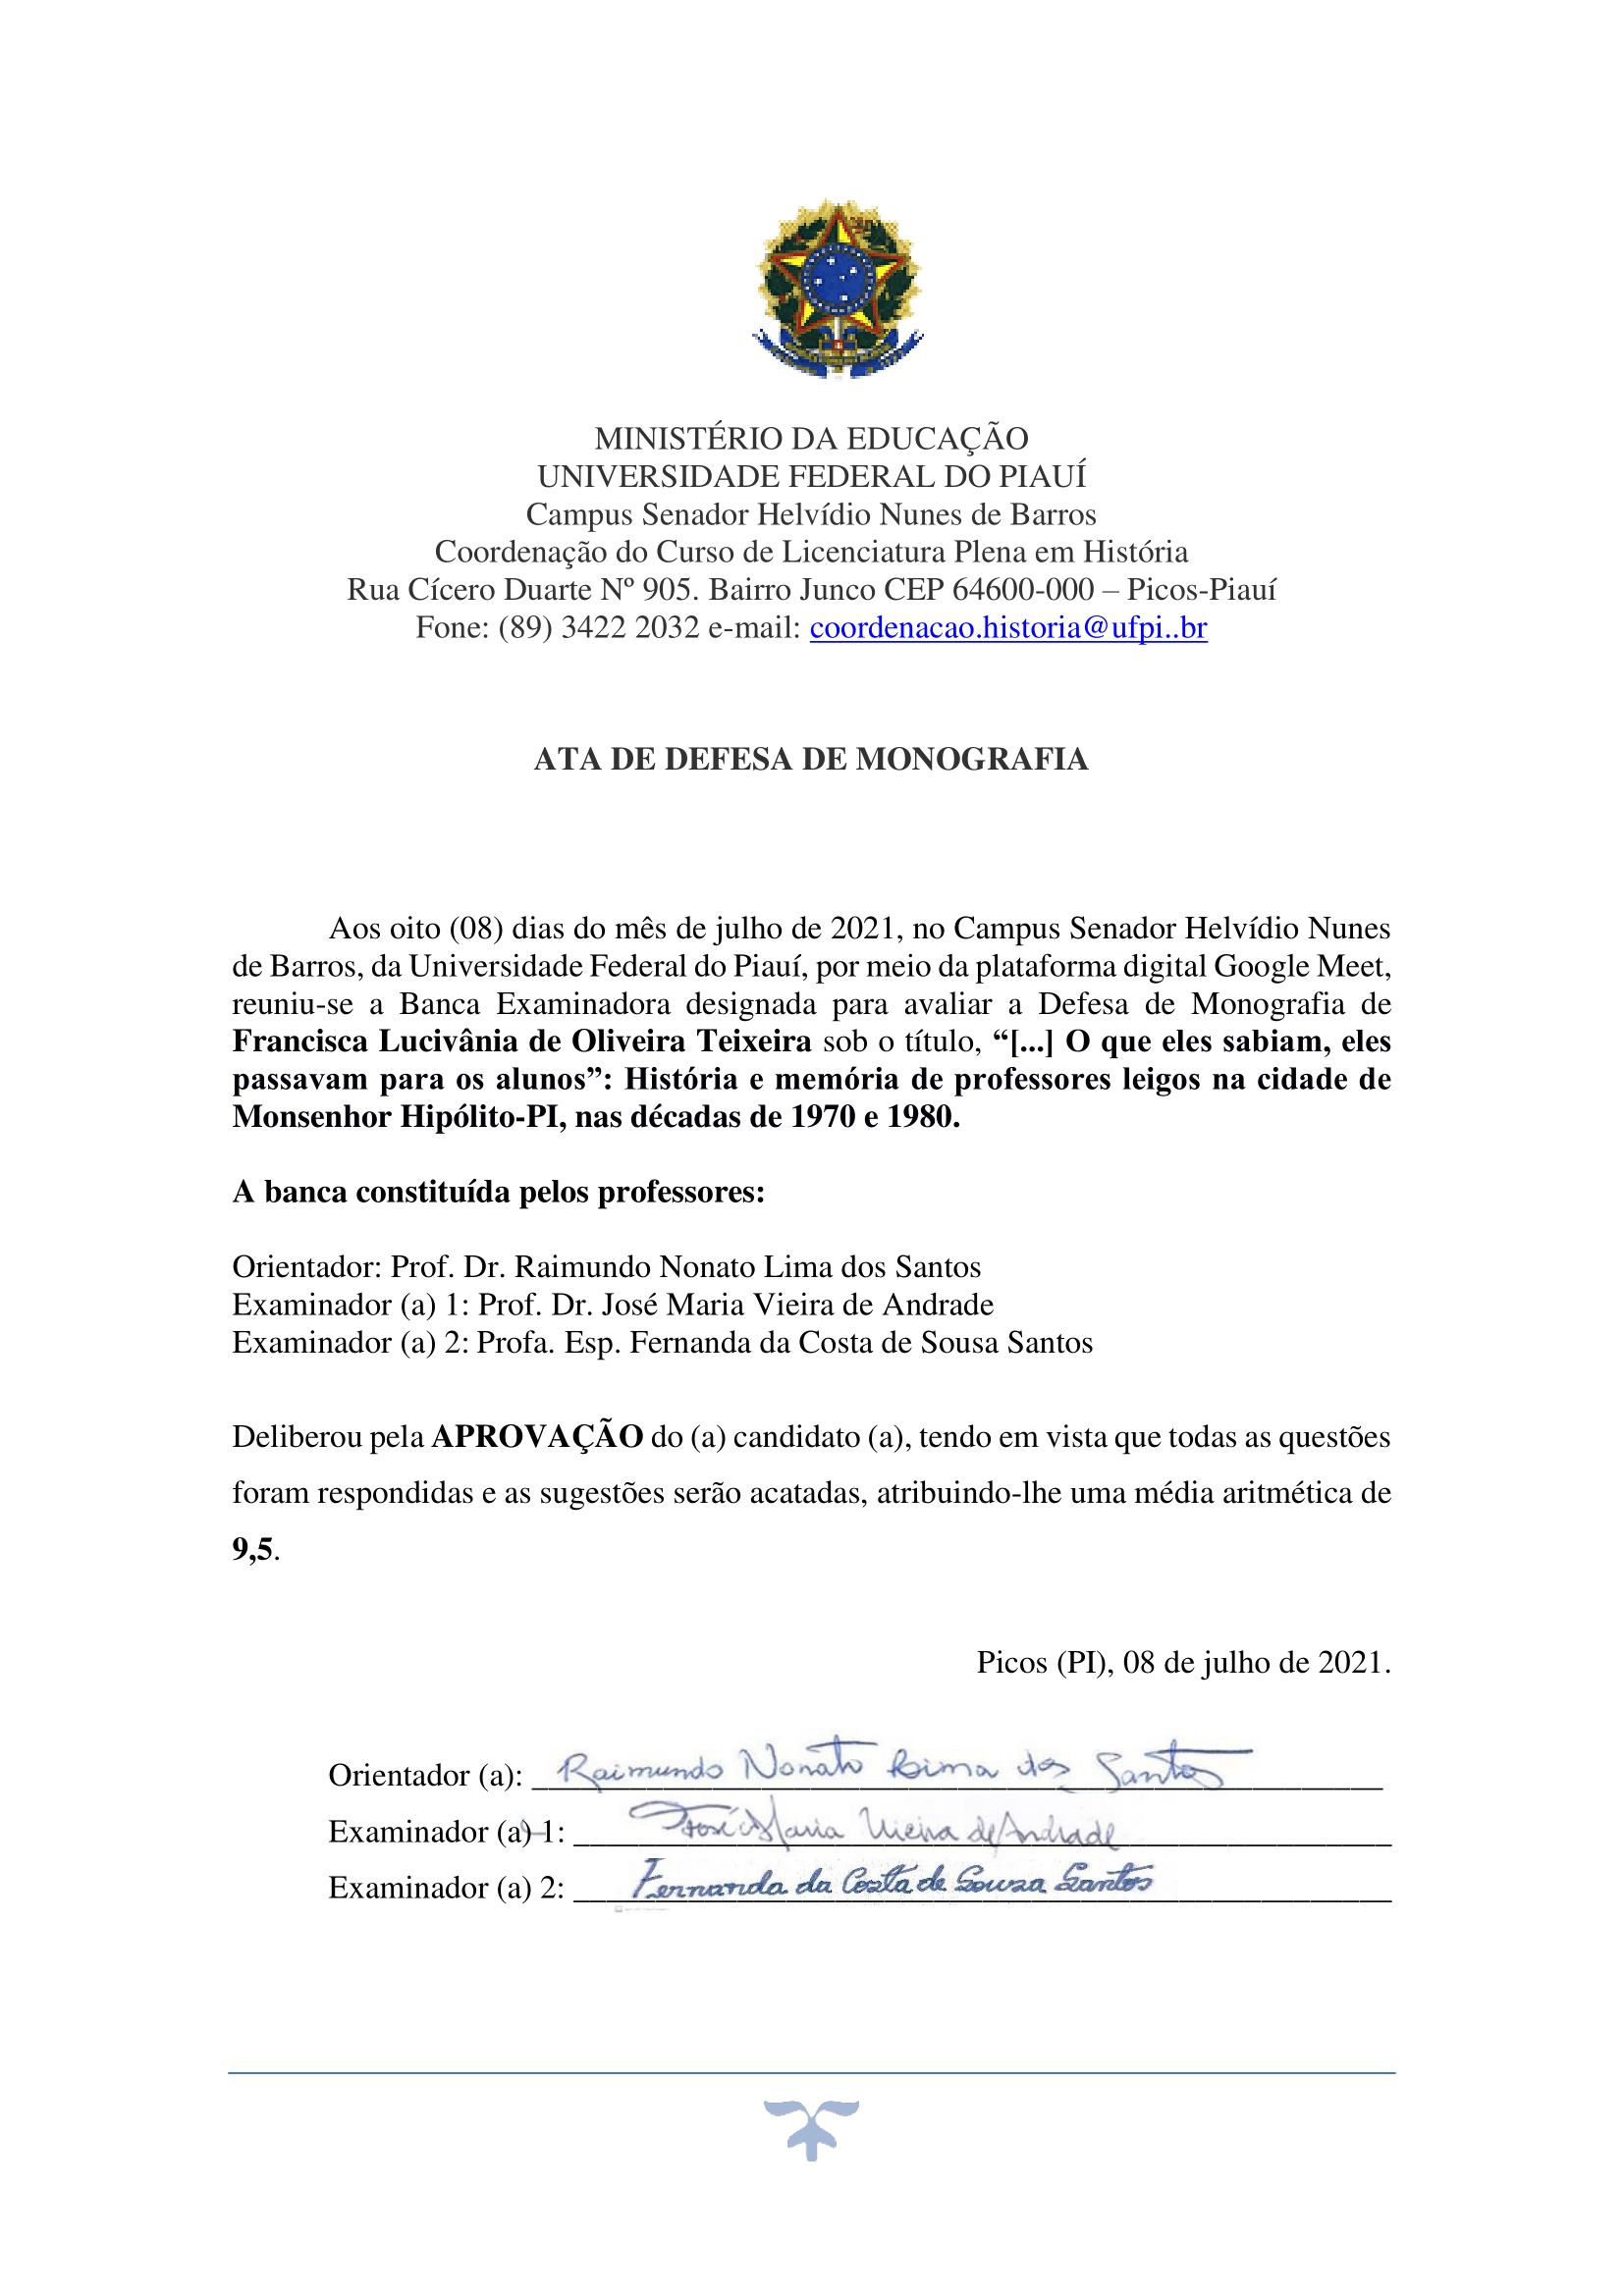 MINISTÉRIO DA EDUCAÇÃO
UNIVERSIDADE FEDERAL DO PIAUÍ
Campus Senador Helvídio Nunes de Barros
Coordenação do Curso de Licenciatura Plena em História
Rua Cícero Duarte Nº 905. Bairro Junco CEP 64600-000 – Picos-Piauí
Fone: (89) 3422 2032 e-mail: coordenacao.historia@ufpi..br
ATA DE DEFESA DE MONOGRAFIA
Aos oito (08) dias do mês de julho de 2021, no Campus Senador Helvídio Nunes
de Barros, da Universidade Federal do Piauí, por meio da plataforma digital Google Meet,
reuniu-se a Banca Examinadora designada para avaliar a Defesa de Monografia de
Francisca Lucivânia de Oliveira Teixeira sob o título, “[...] O que eles sabiam, eles
passavam para os alunos”: História e memória de professores leigos na cidade de
Monsenhor Hipólito-PI, nas décadas de 1970 e 1980.
A banca constituída pelos professores:
Orientador: Prof. Dr. Raimundo Nonato Lima dos Santos
Examinador (a) 1: Prof. Dr. José Maria Vieira de Andrade
Examinador (a) 2: Profa. Esp. Fernanda da Costa de Sousa Santos
Deliberou pela APROVAÇÃO do (a) candidato (a), tendo em vista que todas as questões
foram respondidas e as sugestões serão acatadas, atribuindo-lhe uma média aritmética de
9,5.
Picos (PI), 08 de julho de 2021.
Orientador (a): Raimundo Nonato Lima dos Santos
Examinador (a) 1: José Maria Vieira de Andrade
Examinador (a) 2: Fernanda da Costa de Sousa Santos